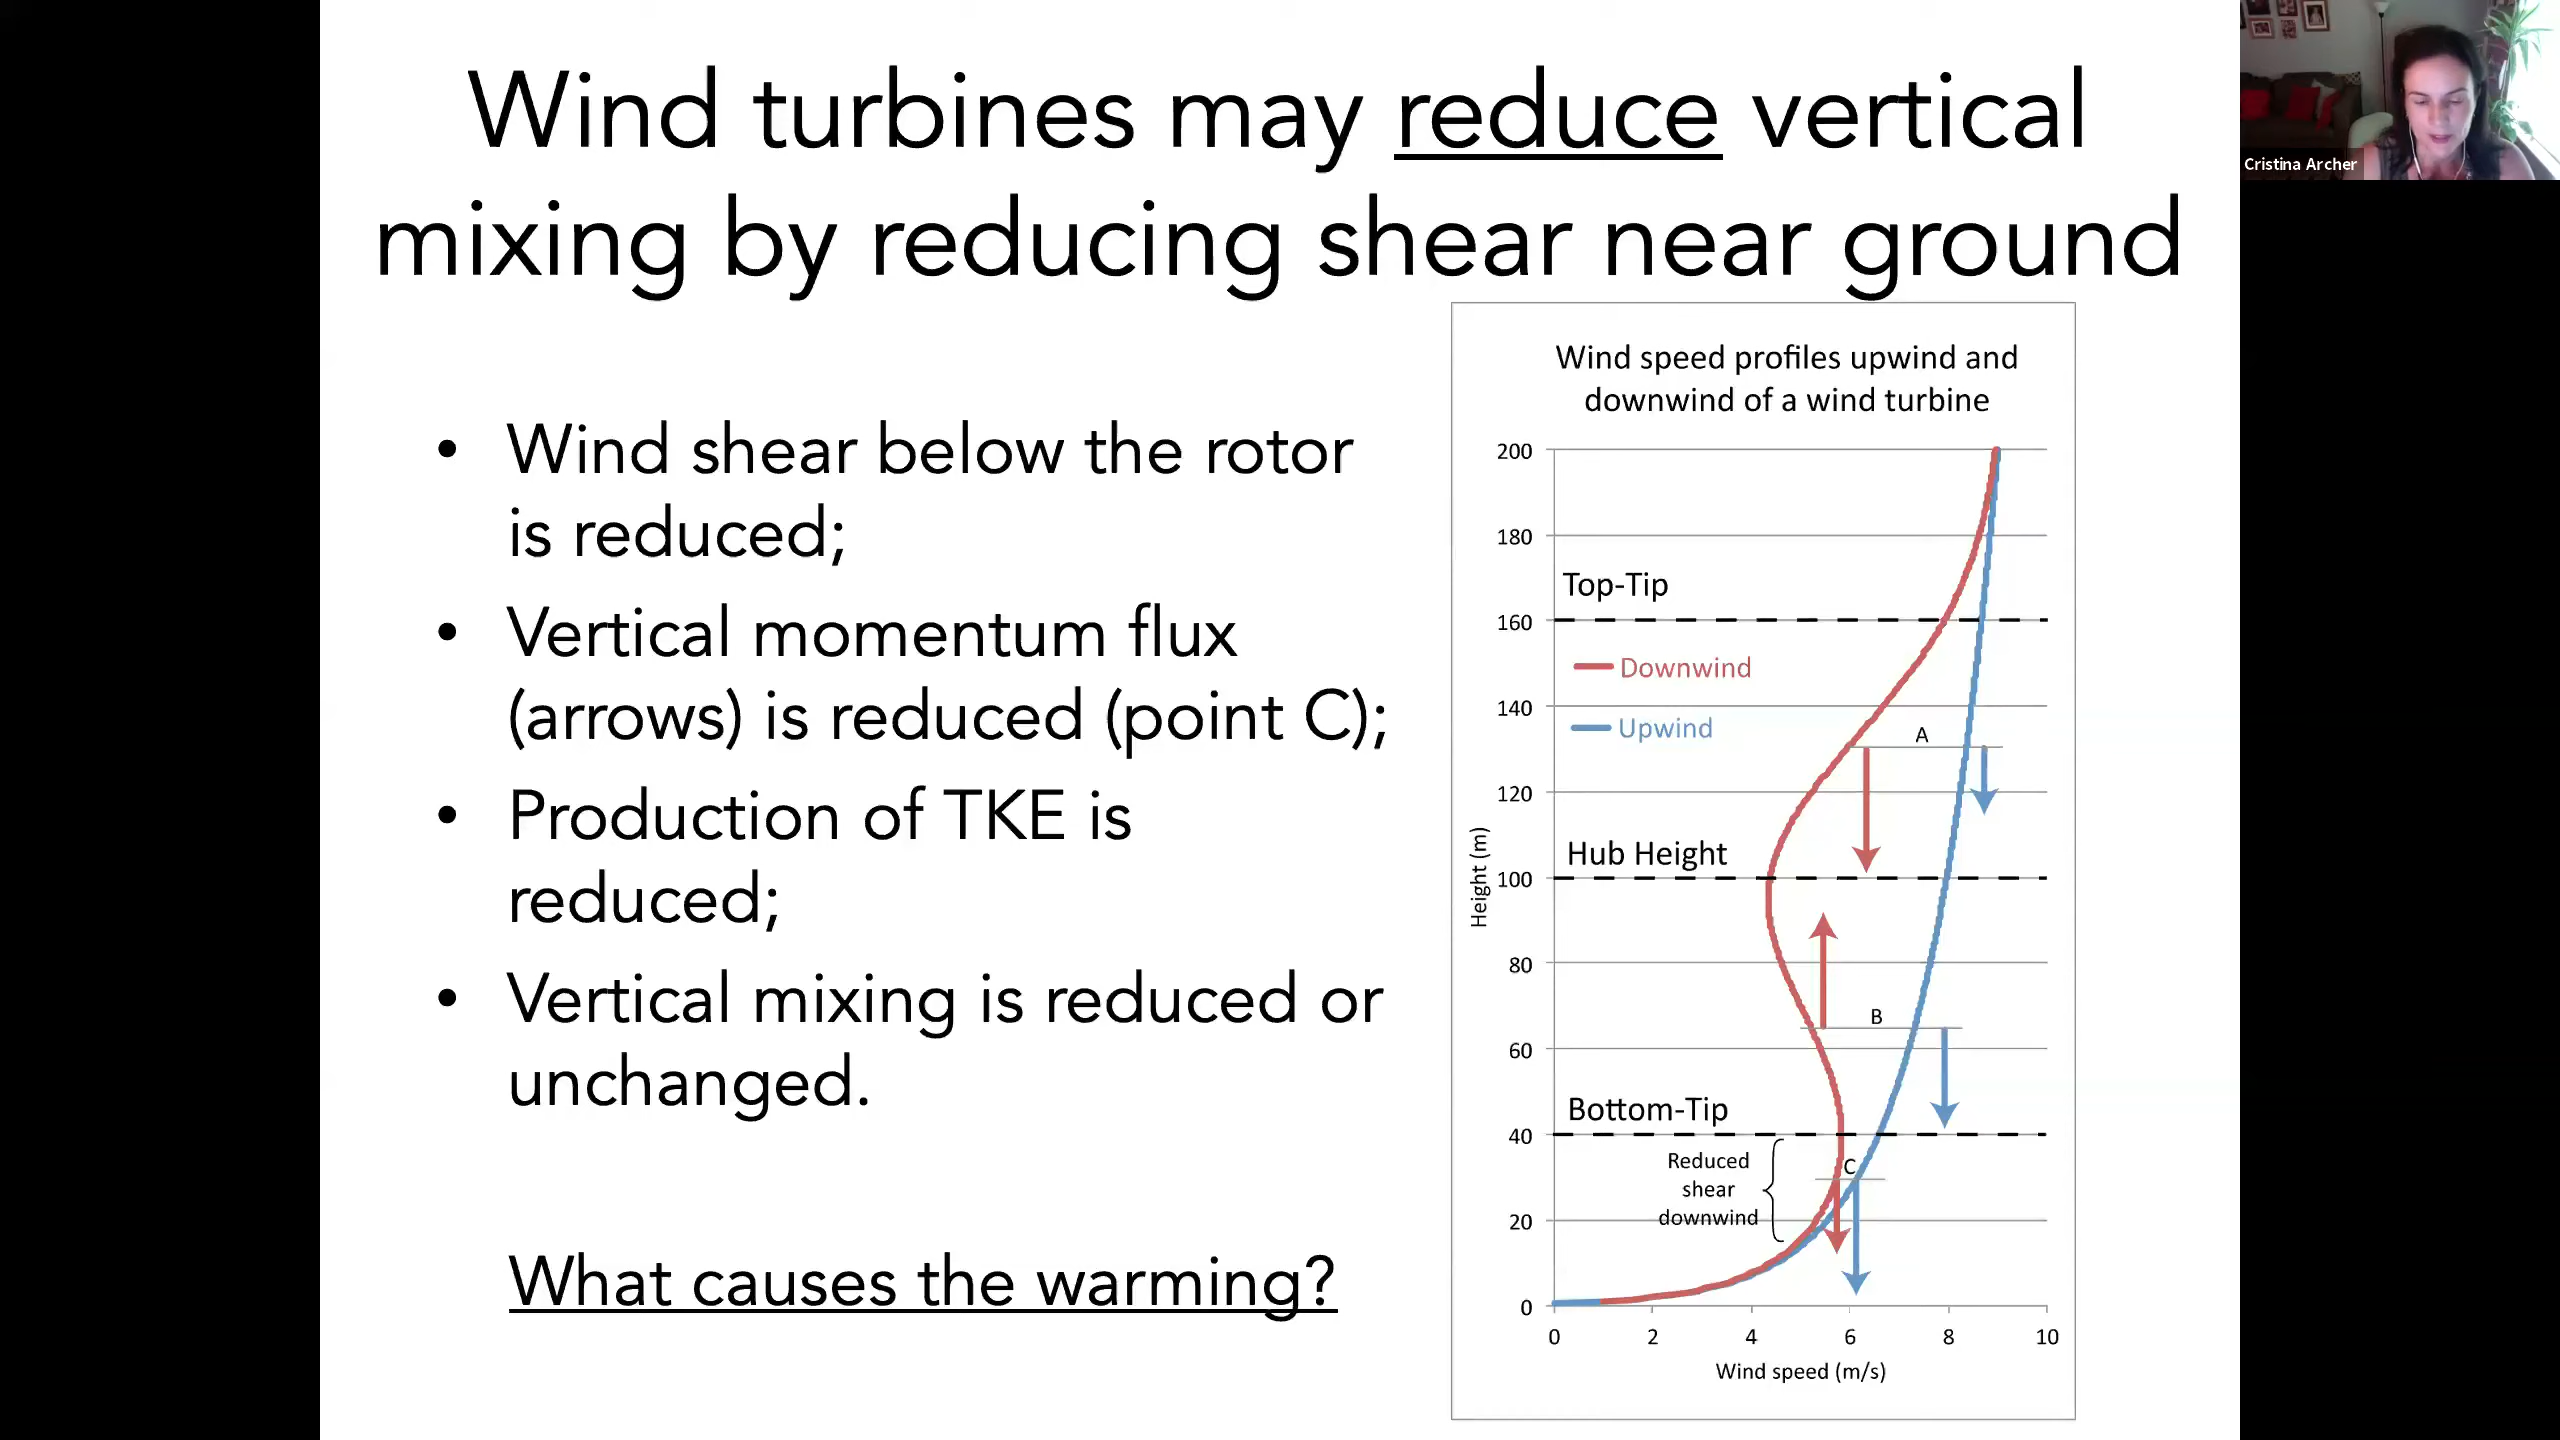 Wind turbines may reduce vertical
mixing by reducing shear near ground
• Wind shear below the rotor
is reduced;
• Vertical momentum flux
(arrows) is reduced (point C);
• Production of TKE is
reduced;
• Vertical mixing is reduced or
unchanged.
What causes the warming?
Wind speed profiles upwind and
downwind of a wind turbine
200
180
Top-Tip
160
Downwind
140
Upwind
A
120
Hub Height
100
Height (m)
80
B
60
Bottom-Tip
40
Reduced
shear
downwind
C
20
0
0 2 4 6 8 10
Wind speed (m/s)
Cristina Archer